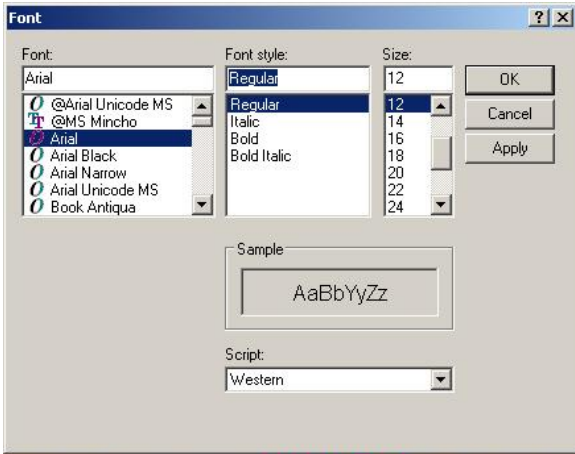 Font
Font: Font style: Size:
Arial Regular 12 OK
@Arial Unicode MS Regular 12
@MS Mincho Italic 14 Cancel
Arial Bold 16
Arial Black Bold Italic 18 Apply
Arial Narrow 20
Arial Unicode MS 22
Book Antiqua 24
Sample
AaBbYyZz
Script:
Western